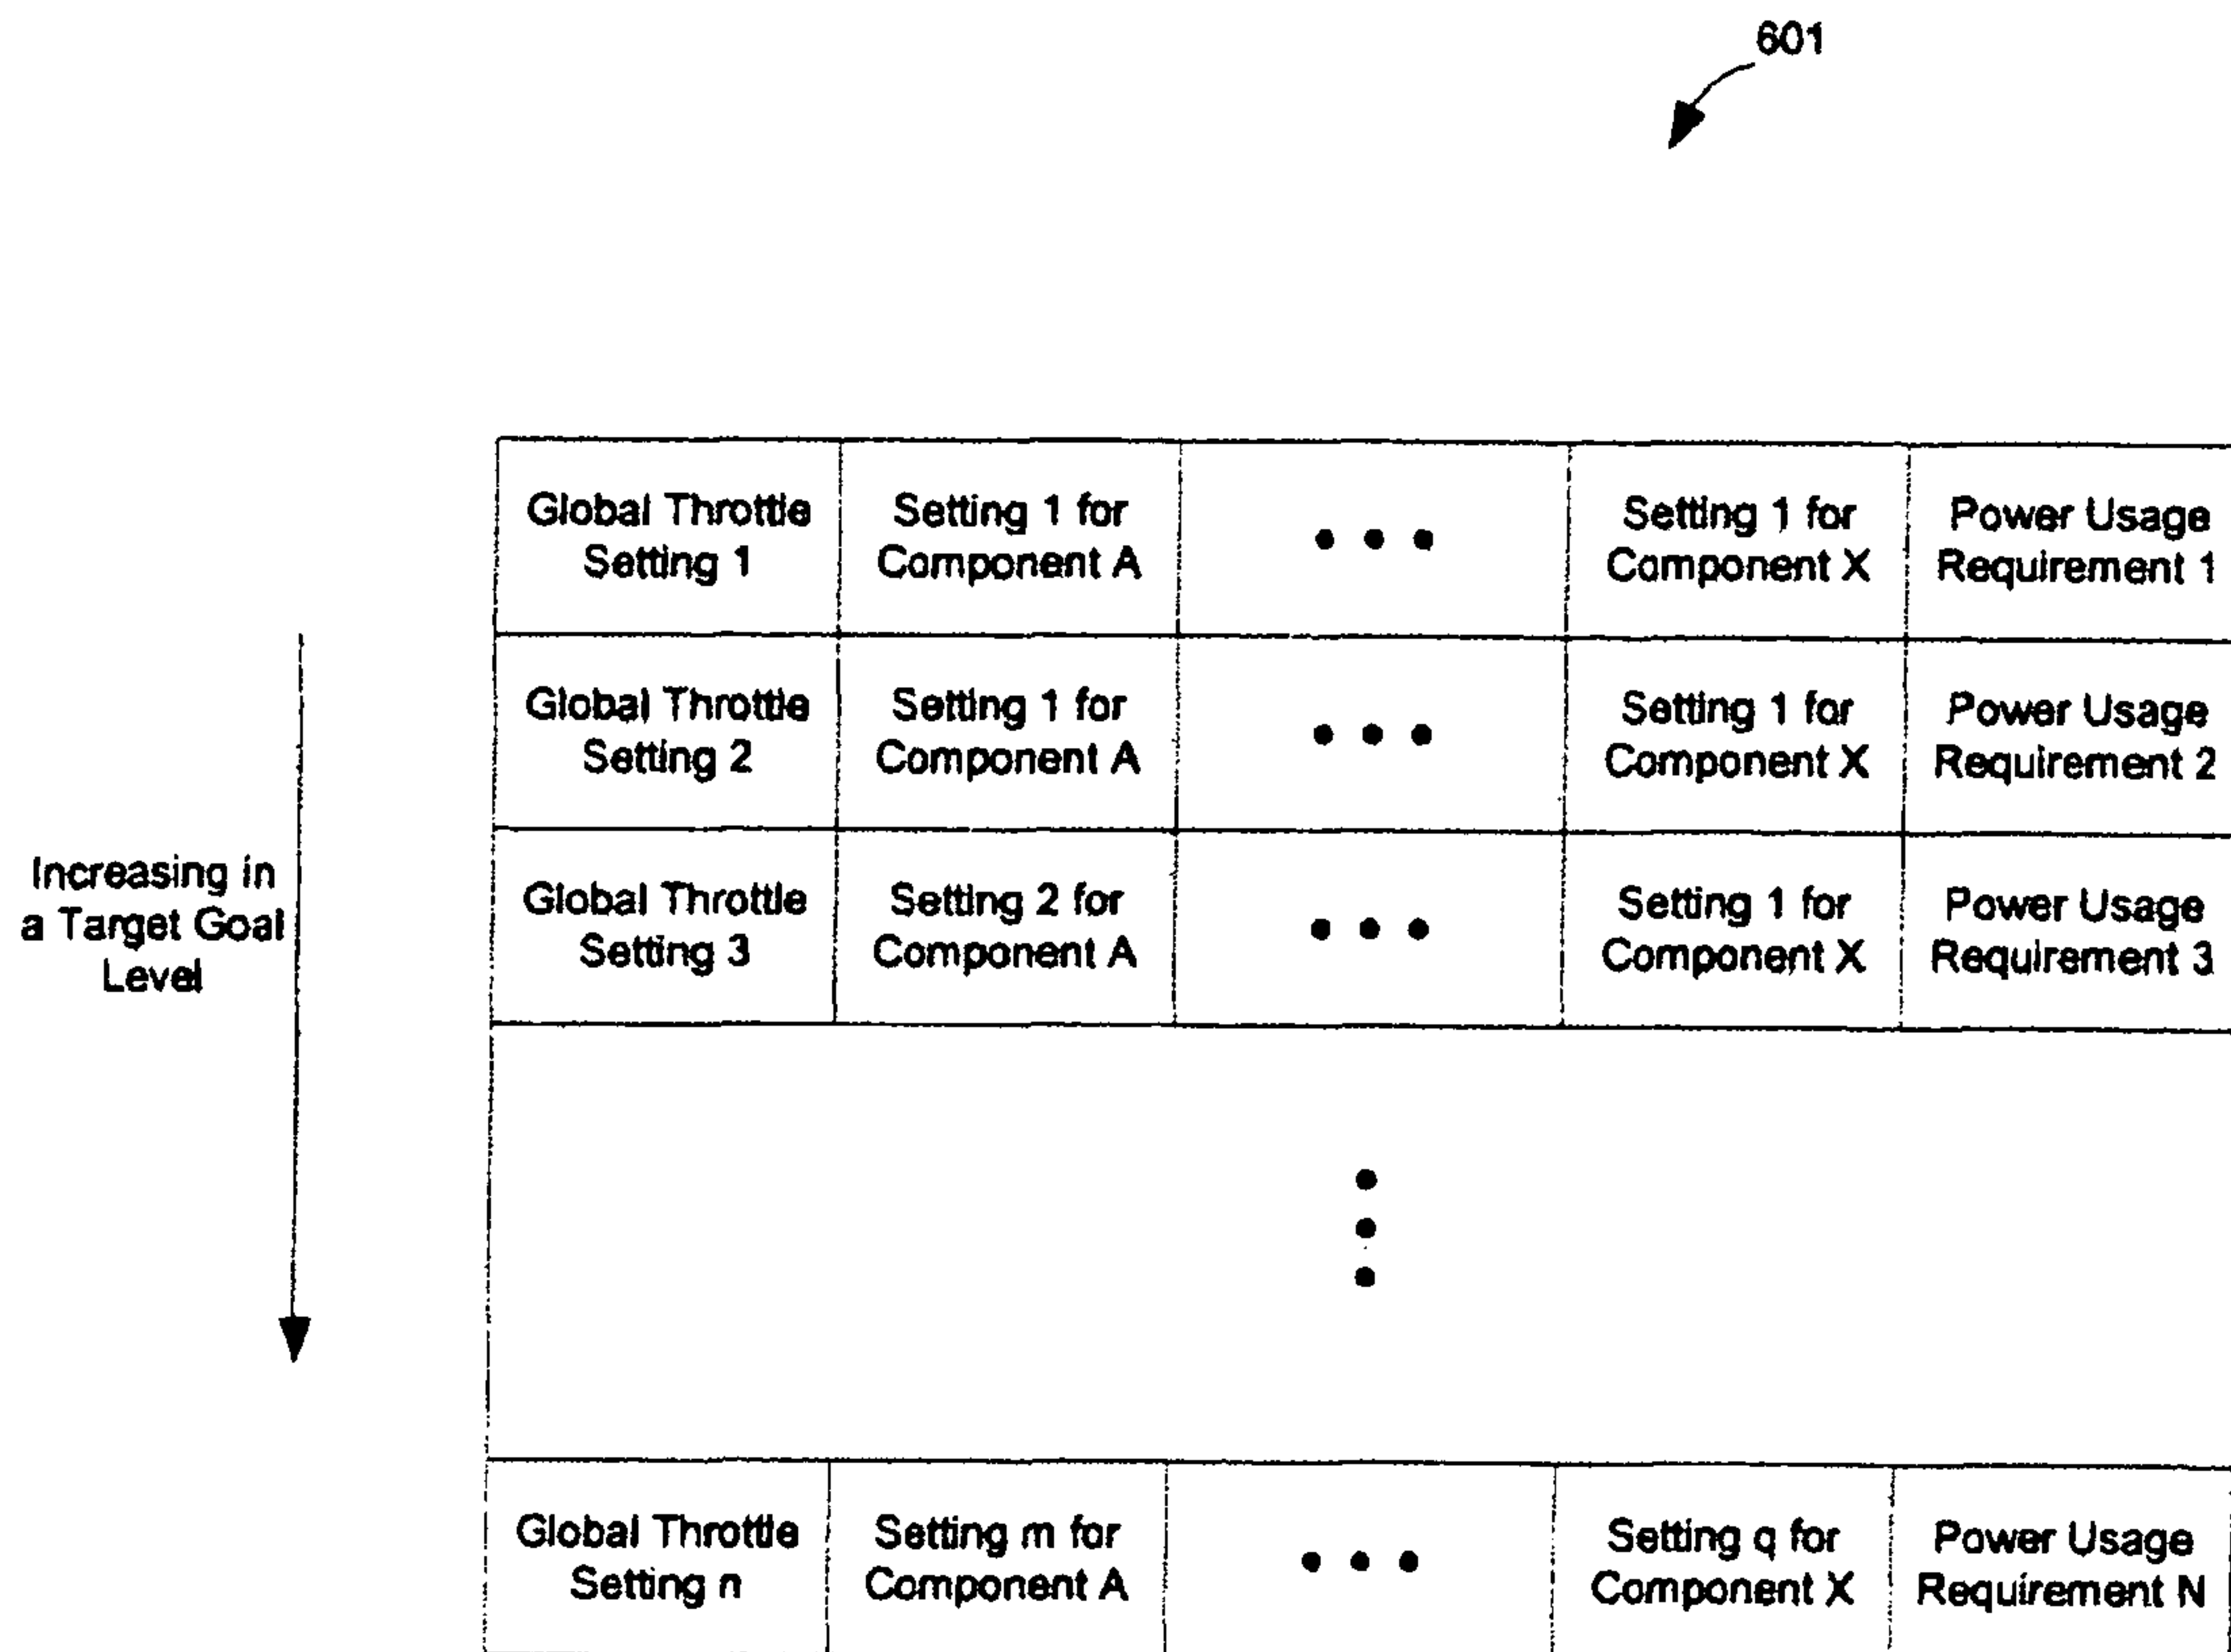 601
Global Throttle
Setting 1
Setting 1 for
Component A
• • •
Setting 1 for
Component X
Power Usage
Requirement 1
Global Throttle
Setting 2
Setting 1 for
Component A
• • •
Setting 1 for
Component X
Power Usage
Requirement 2
Increasing in
a Target Goal
Level
Global Throttle
Setting 3
Setting 2 for
Component A
• • •
Setting 1 for
Component X
Power Usage
Requirement 3
Global Throttle
Setting n
Setting m for
Component A
• • •
Setting q for
Component X
Power Usage
Requirement N